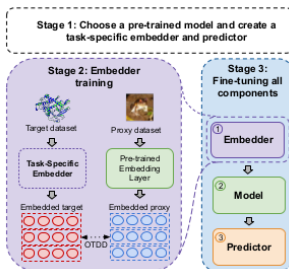 Stage 1: Choose a pre-trained model and create a
task-specific embedder and predictor
Stage 2: Embedder
training
Target dataset
Proxy dataset
Task-Specific
Embedder
Pre-trained
Embedding
Layer
Embedded target
Embedded proxy
OTDD
Stage 3:
Fine-tuning all
components
1
Embedder
2
Model
3
Predictor